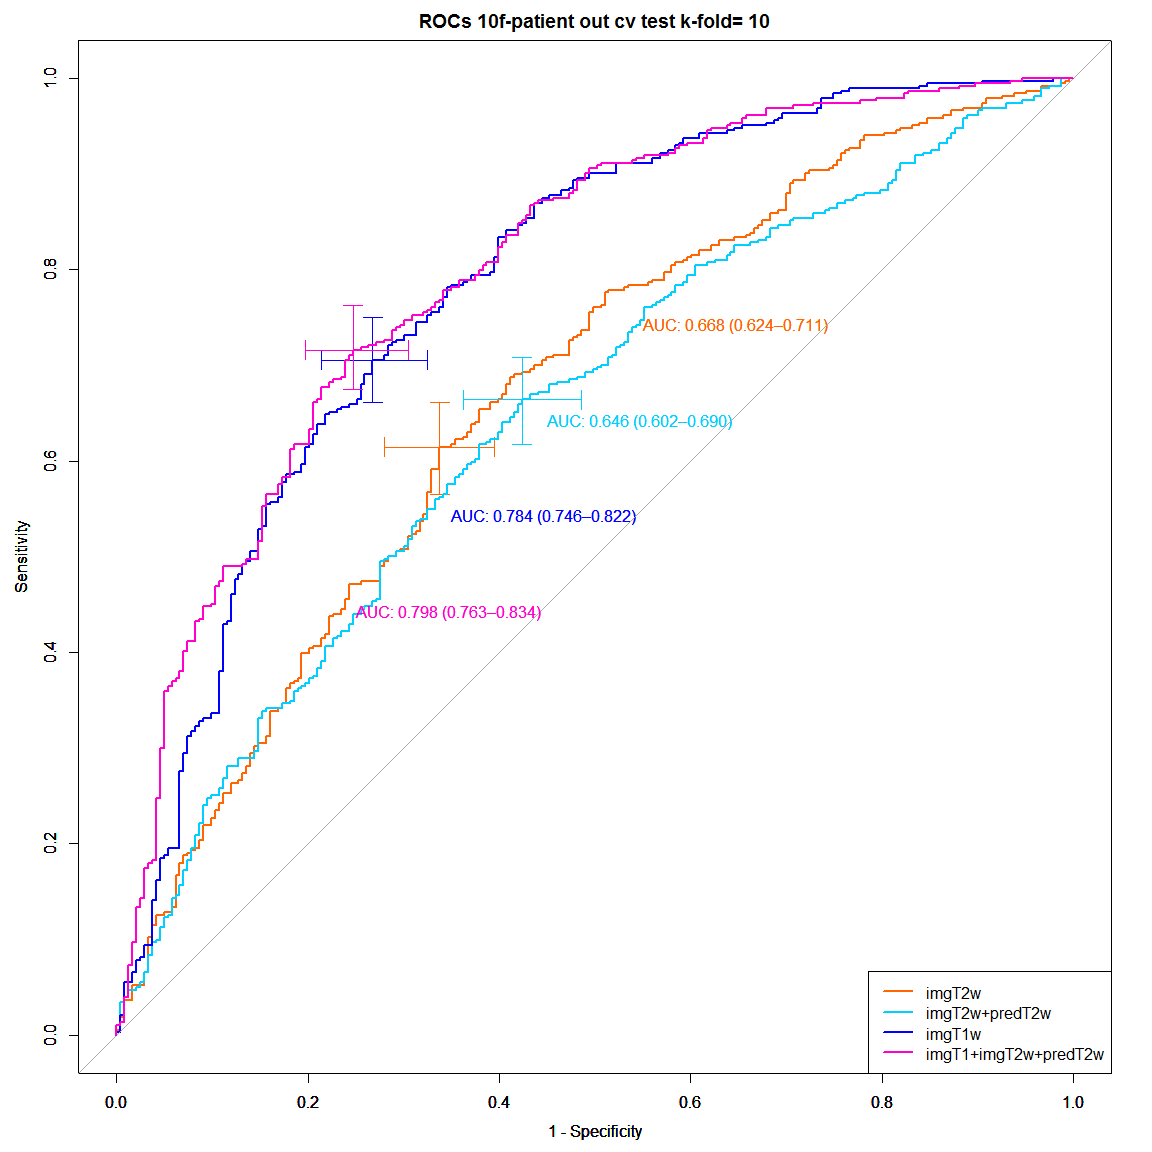 ROCs 10f-patient out cv test k-fold= 10
Sensitivity
1.0
0.8
0.6
0.4
0.2
0.0
AUC: 0.668 (0.624–0.711)
AUC: 0.646 (0.602–0.690)
AUC: 0.784 (0.746–0.822)
AUC: 0.798 (0.763–0.834)
imgT2w
imgT2w+predT2w
imgT1w
imgT1+imgT2w+predT2w
0.0 0.2 0.4 0.6 0.8 1.0
1 - Specificity